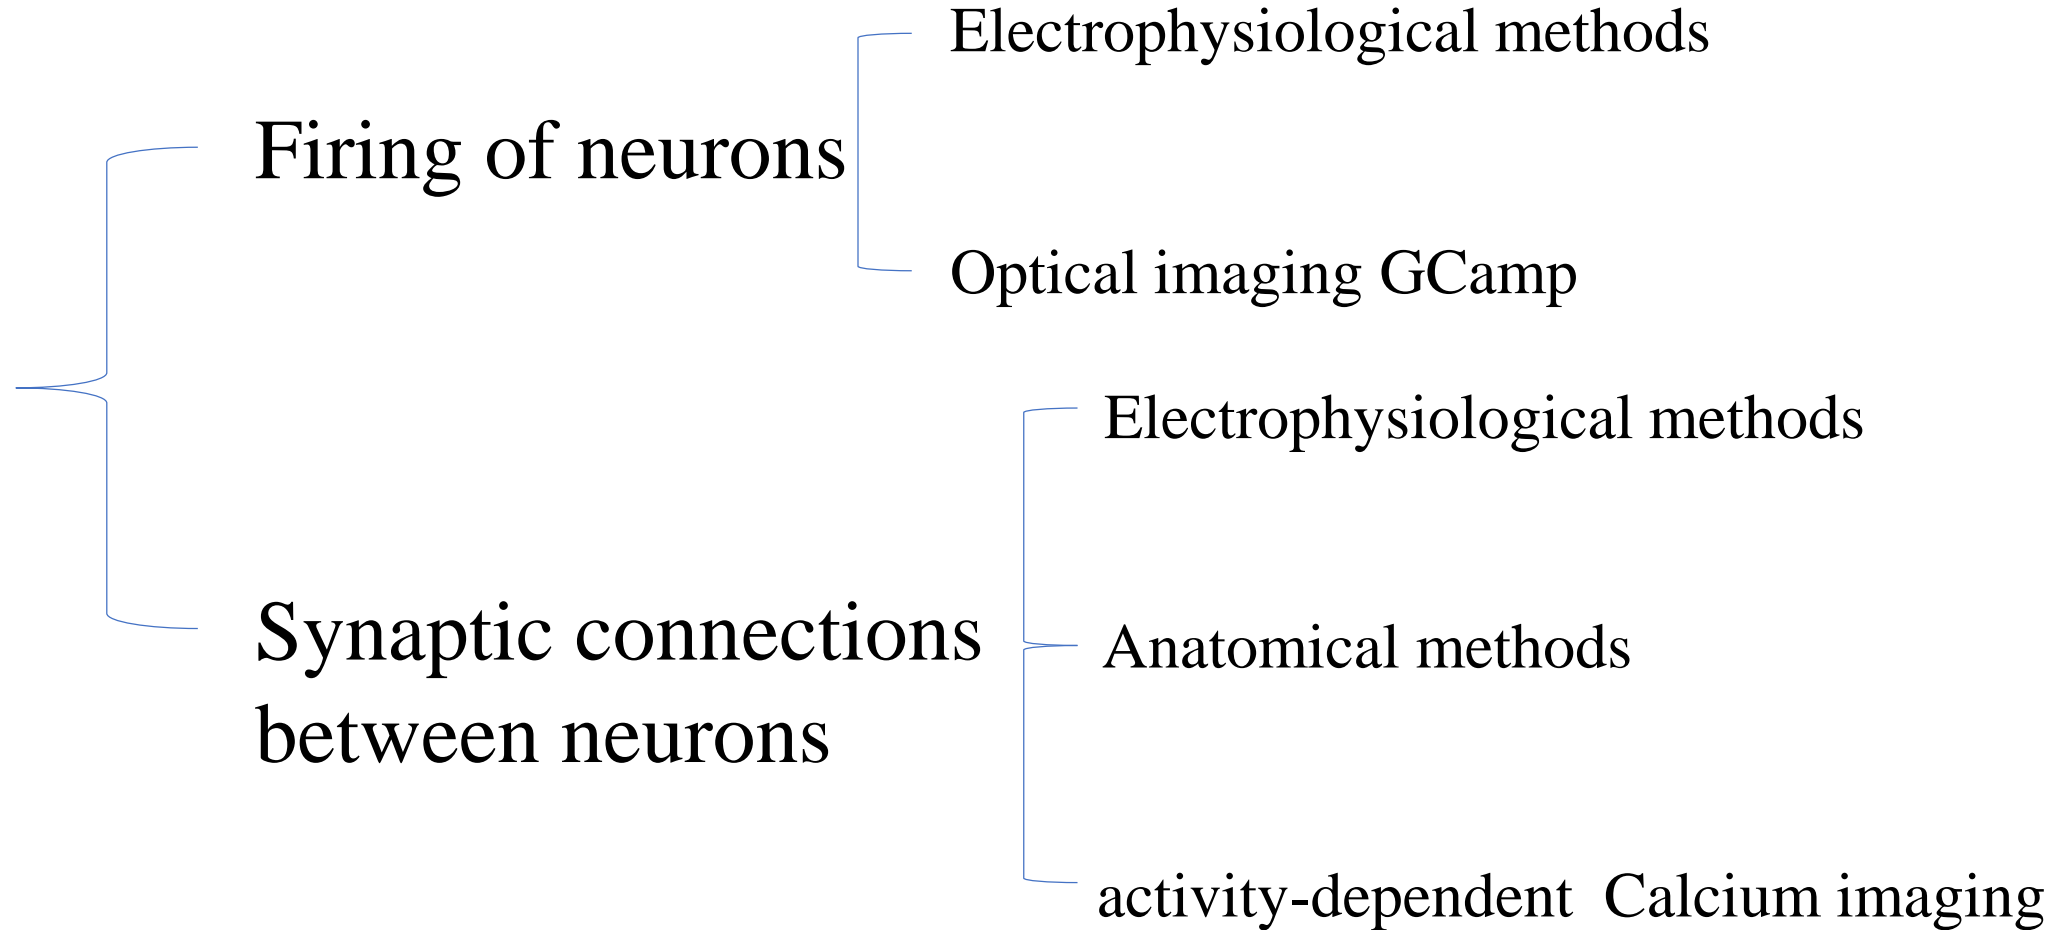 Electrophysiological methods
Firing of neurons
Optical imaging GCamp
Electrophysiological methods
Synaptic connections
between neurons
Anatomical methods
activity-dependent  Calcium imaging